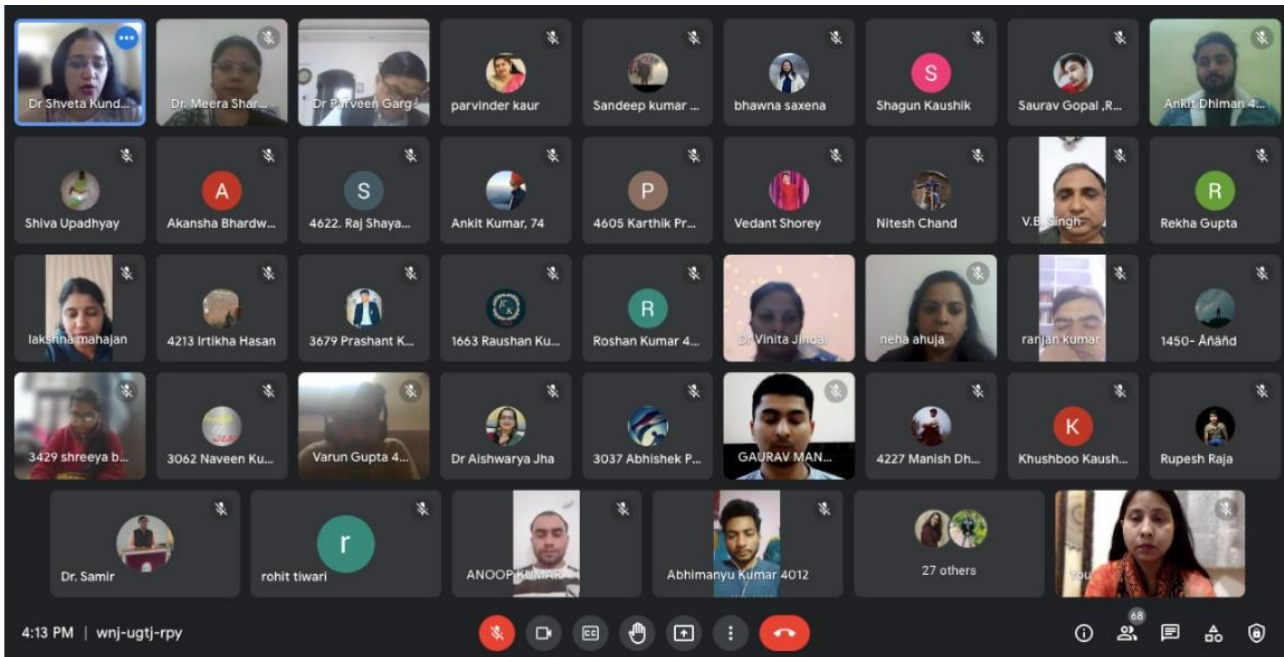 Dr Shveta Kund...
Dr. Meera Shar...
Dr Parveen Garg
parvinder kaur
Sandeep kumar ...
bhawna saxena
S
Shagun Kaushik
Saurav Gopal ,R...
Ankit Dhiman 4...
Shiva Upadhyay
A
Akansha Bhardw...
S
4622. Raj Shaya...
Ankit Kumar, 74
P
4605 Karthik Pr...
Vedant Shorey
Nitesh Chand
V.B. Singh
R
Rekha Gupta
lakshna mahajan
4213 Irtikha Hasan
3679 Prashant K...
1663 Raushan Ku...
R
Roshan Kumar 4...
Dr Vinita Jindal
neha ahuja
ranjan kumar
1450- Åñåñd
3429 shreeya b...
3062 Naveen Ku...
Varun Gupta 4...
Dr Aishwarya Jha
3037 Abhishek P...
GAURAV MAN...
4227 Manish Dh...
K
Khushboo Kaush...
Rupesh Raja
Dr. Samir
r
rohit tiwari
ANOOP KUMAR
Abhimanyu Kumar 4012
27 others
You
4:13 PM | wnj-ugtj-rpy
CC
68